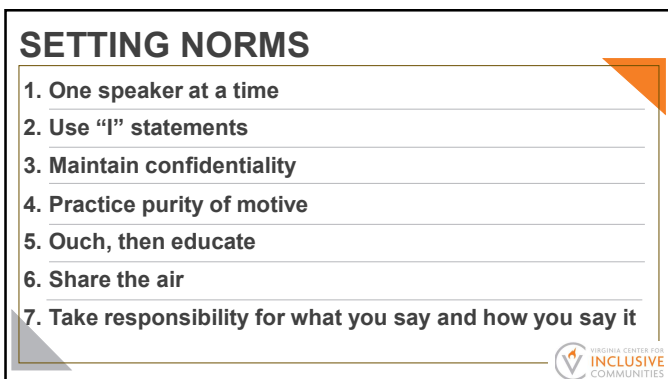 SETTING NORMS
1. One speaker at a time
2. Use “I” statements
3. Maintain confidentiality
4. Practice purity of motive
5. Ouch, then educate
6. Share the air
7. Take responsibility for what you say and how you say it
VIRGINIA CENTER FOR
INCLUSIVE
COMMUNITIES